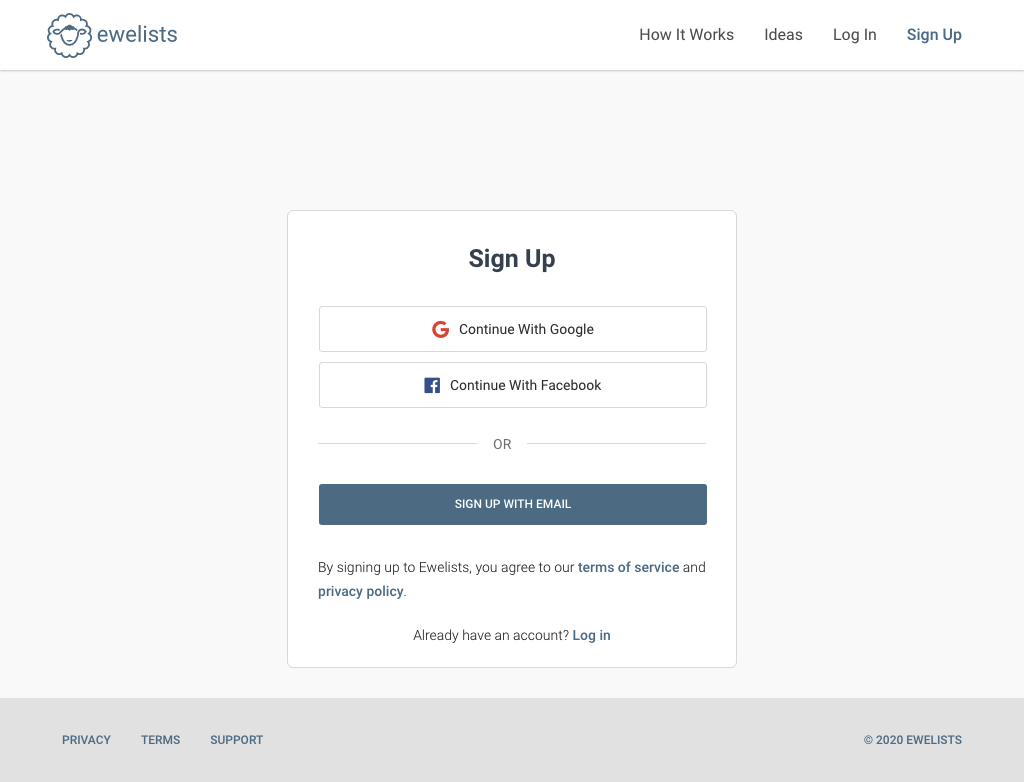 ewelists
How It Works
Ideas
Log In
Sign Up
Sign Up
Continue With Google
Continue With Facebook
OR
SIGN UP WITH EMAIL
By signing up to Ewelists, you agree to our terms of service and
privacy policy.
Already have an account? Log in
PRIVACY
TERMS
SUPPORT
© 2020 EWELISTS